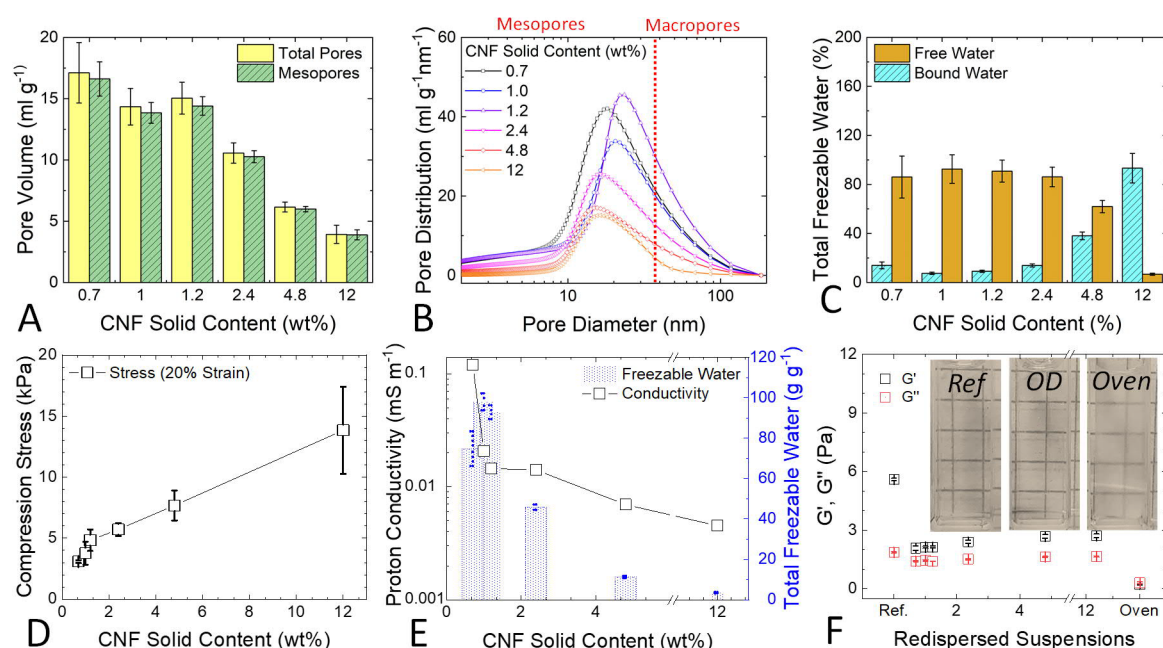 Mesopores Macropores
20
15
10
5
0
Total Pores
Mesopores
Pore Volume (ml g⁻¹)
0.7 1 1.2 2.4 4.8 12
A CNF Solid Content (wt%)
60
40
20
0
CNF Solid Content (wt%)
0.7
1.0
1.2
2.4
4.8
12
Pore Distribution (ml g⁻¹nm⁻¹)
10 100
B Pore Diameter (nm)
200
160
120
80
40
0
Free Water
Bound Water
Total Freezable Water (%)
0.7 1 1.2 2.4 4.8 12
C CNF Solid Content (%)
20
15
10
5
0
Stress (20% Strain)
Compression Stress (kPa)
0 2 4 6 8 10 12
D CNF Solid Content (wt%)
0.1
0.01
0.001
Freezable Water
Conductivity
Proton Conductivity (mS m⁻¹)
120
100
80
60
40
20
0
Total Freezable Water (g g⁻¹)
0 4 12
E CNF Solid Content (wt%)
12
9
6
3
0
G'
G''
G', G'' (Pa)
Ref OD Oven
Ref. 2 4 12 Oven
F Redispersed Suspensions